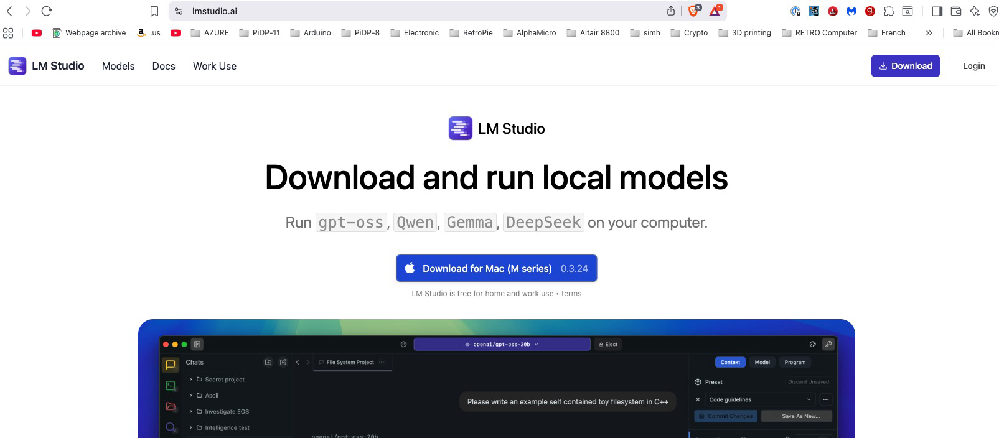 lmstudio.ai
3
1
Webpage archive
.us
AZURE
PiDP-11
Arduino
PiDP-8
Electronic
RetroPie
AlphaMicro
Altair 8800
simh
Crypto
3D printing
RETRO Computer
French
All Bookm
LM Studio Models Docs Work Use
Download Login
LM Studio
Download and run local models
Run gpt-oss, Qwen, Gemma, DeepSeek on your computer.
Download for Mac (M series) 0.3.24
LM Studio is free for home and work use • terms
openai/gpt-oss-20b
Eject
Chats
File System Project
Context Model Program
Secret project
Preset Discard Unsaved
Ascii
Please write an example self contained toy filesystem in C++
Code guidelines
Investigate EOS
Commit Changes
+ Save As New...
Intelligence test
openai/gpt-oss-20b